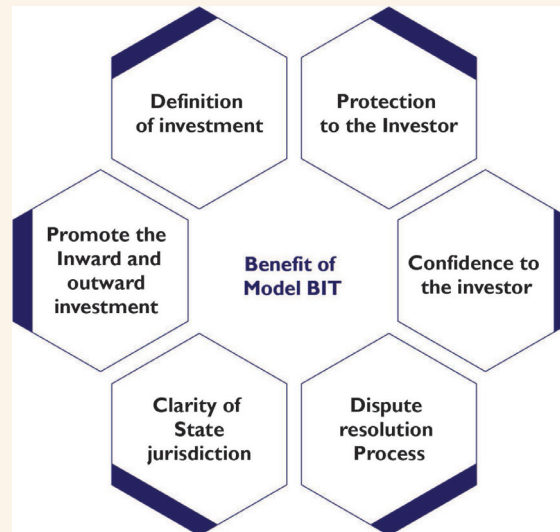 Definition
of investment
Protection
to the Investor
Promote the
Inward and
outward
investment
Benefit of
Model BIT
Confidence to
the investor
Clarity of
State
jurisdiction
Dispute
resolution
Process